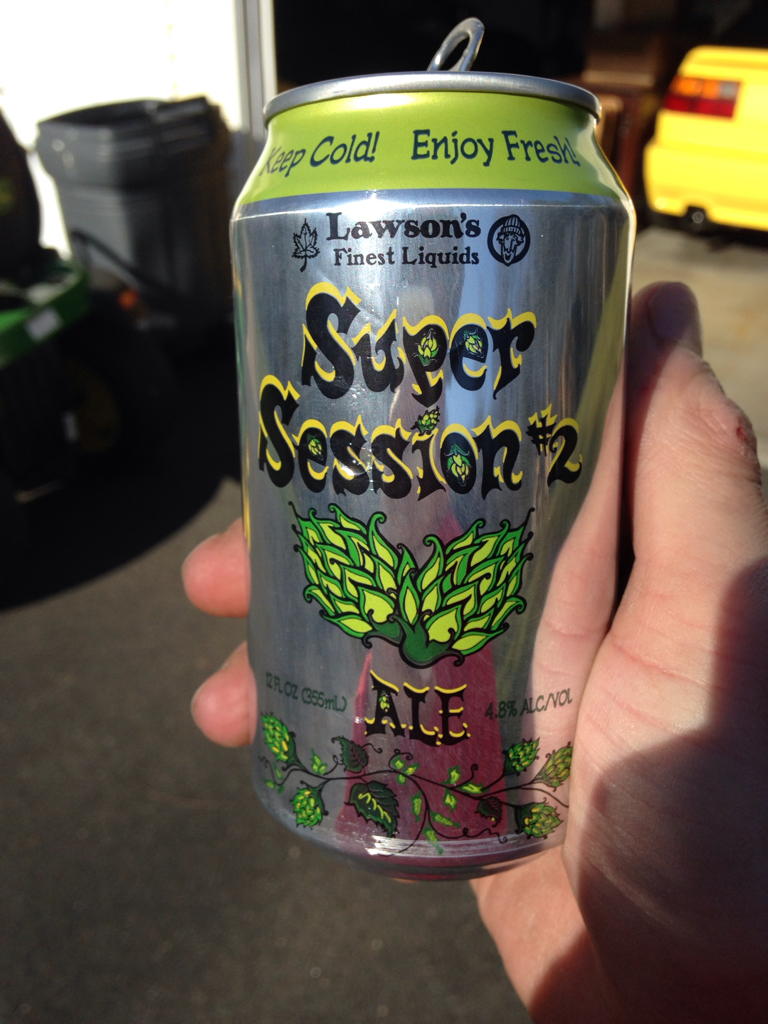 Keep Cold! Enjoy Fresh!
Lawson's
Finest Liquids
Super
Session #2
12 FL OZ (355mL)
ALE
4.8% ALC/VOL